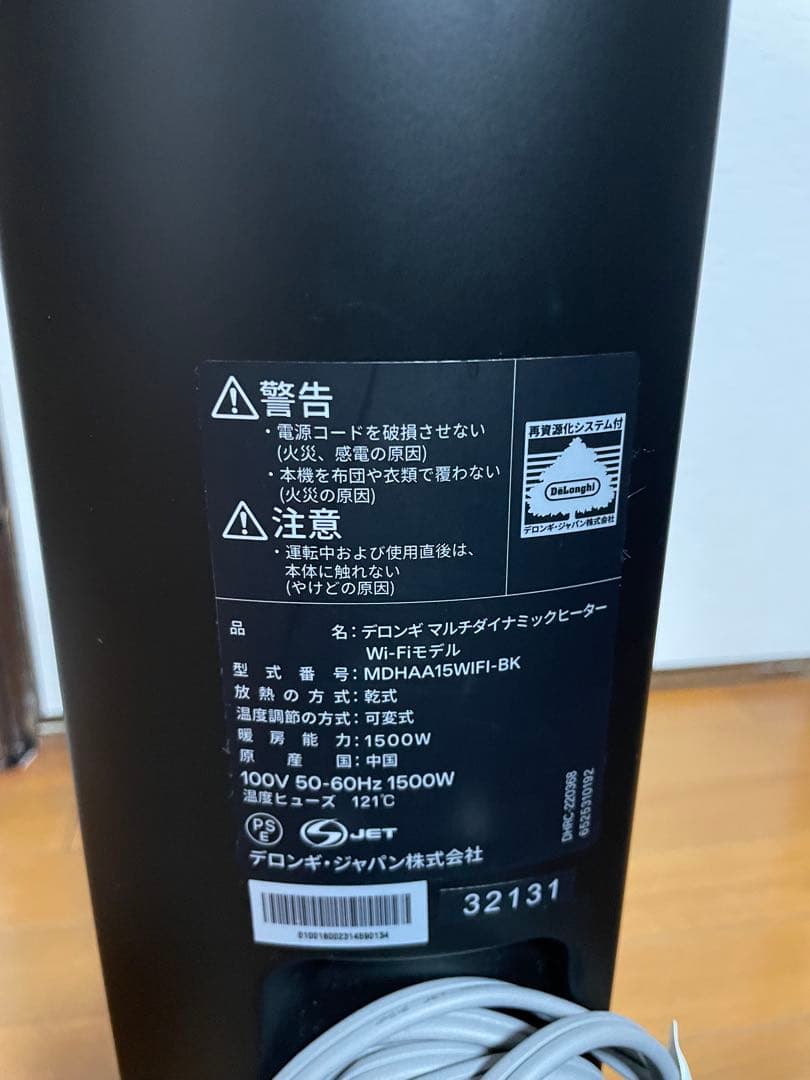 警告
・電源コードを破損させない
(火災、感電の原因)
・本機を布団や衣類で覆わない
(火災の原因)
注意
・運転中および使用直後は、
本体に触れない
(やけどの原因)
再資源化システム付
DeLonghi
デロンギ・ジャパン株式会社
品名：デロンギ マルチダイナミックヒーター
Wi-Fiモデル
型式番号：MDHAA15WIFI-BK
放熱の方式：乾式
温度調節の方式：可変式
暖房能力：1500W
原産国：中国
100V 50-60Hz 1500W
温度ヒューズ 121℃
PSE
JET
デロンギ・ジャパン株式会社
DHRC-220368
6525310192
32131
010016002314590134